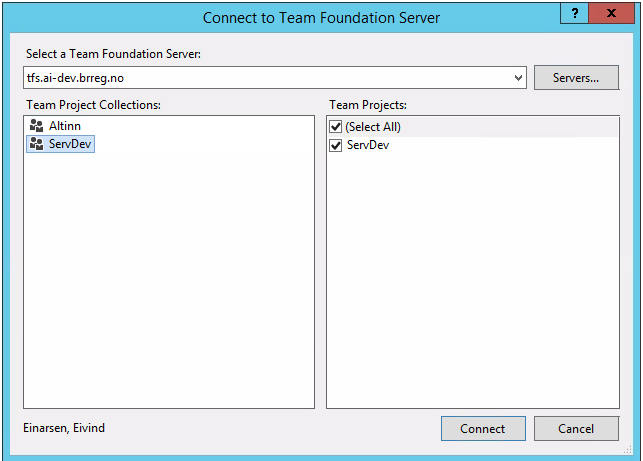 Connect to Team Foundation Server
? x
Select a Team Foundation Server:
tfs.ai-dev.brreg.no
Servers...
Team Project Collections:
Altinn
ServDev
Team Projects:
(Select All)
ServDev
Einarsen, Eivind
Connect
Cancel